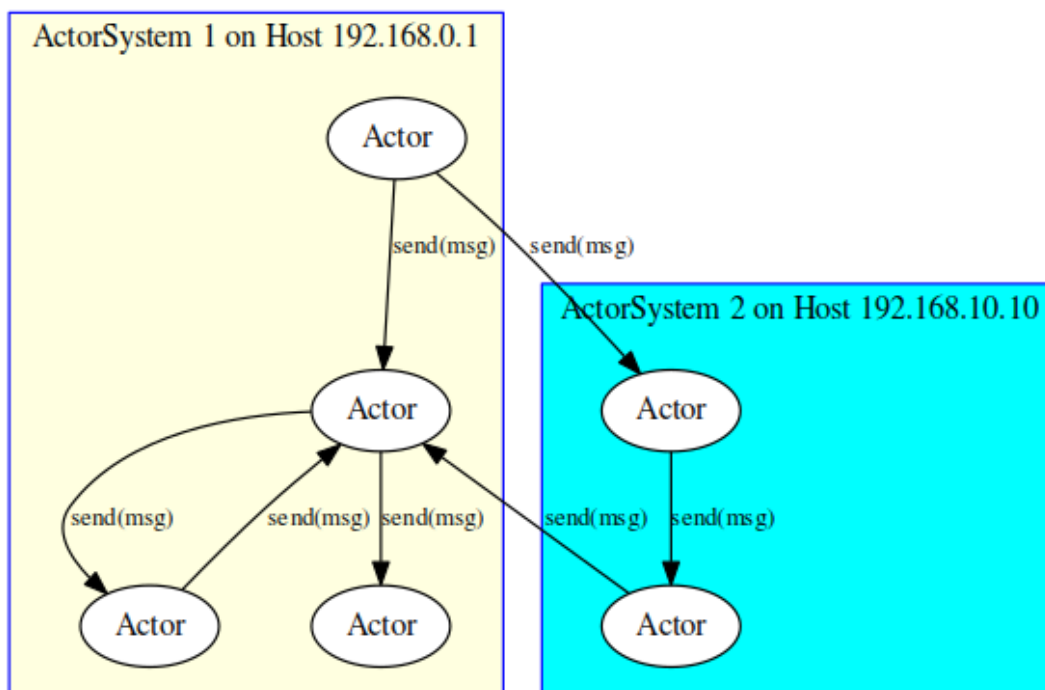 ActorSystem 1 on Host 192.168.0.1
Actor
send(msg)
send(msg)
ActorSystem 2 on Host 192.168.10.10
Actor
Actor
send(msg)
send(msg)
send(msg)
send(msg)
send(msg)
Actor
Actor
Actor